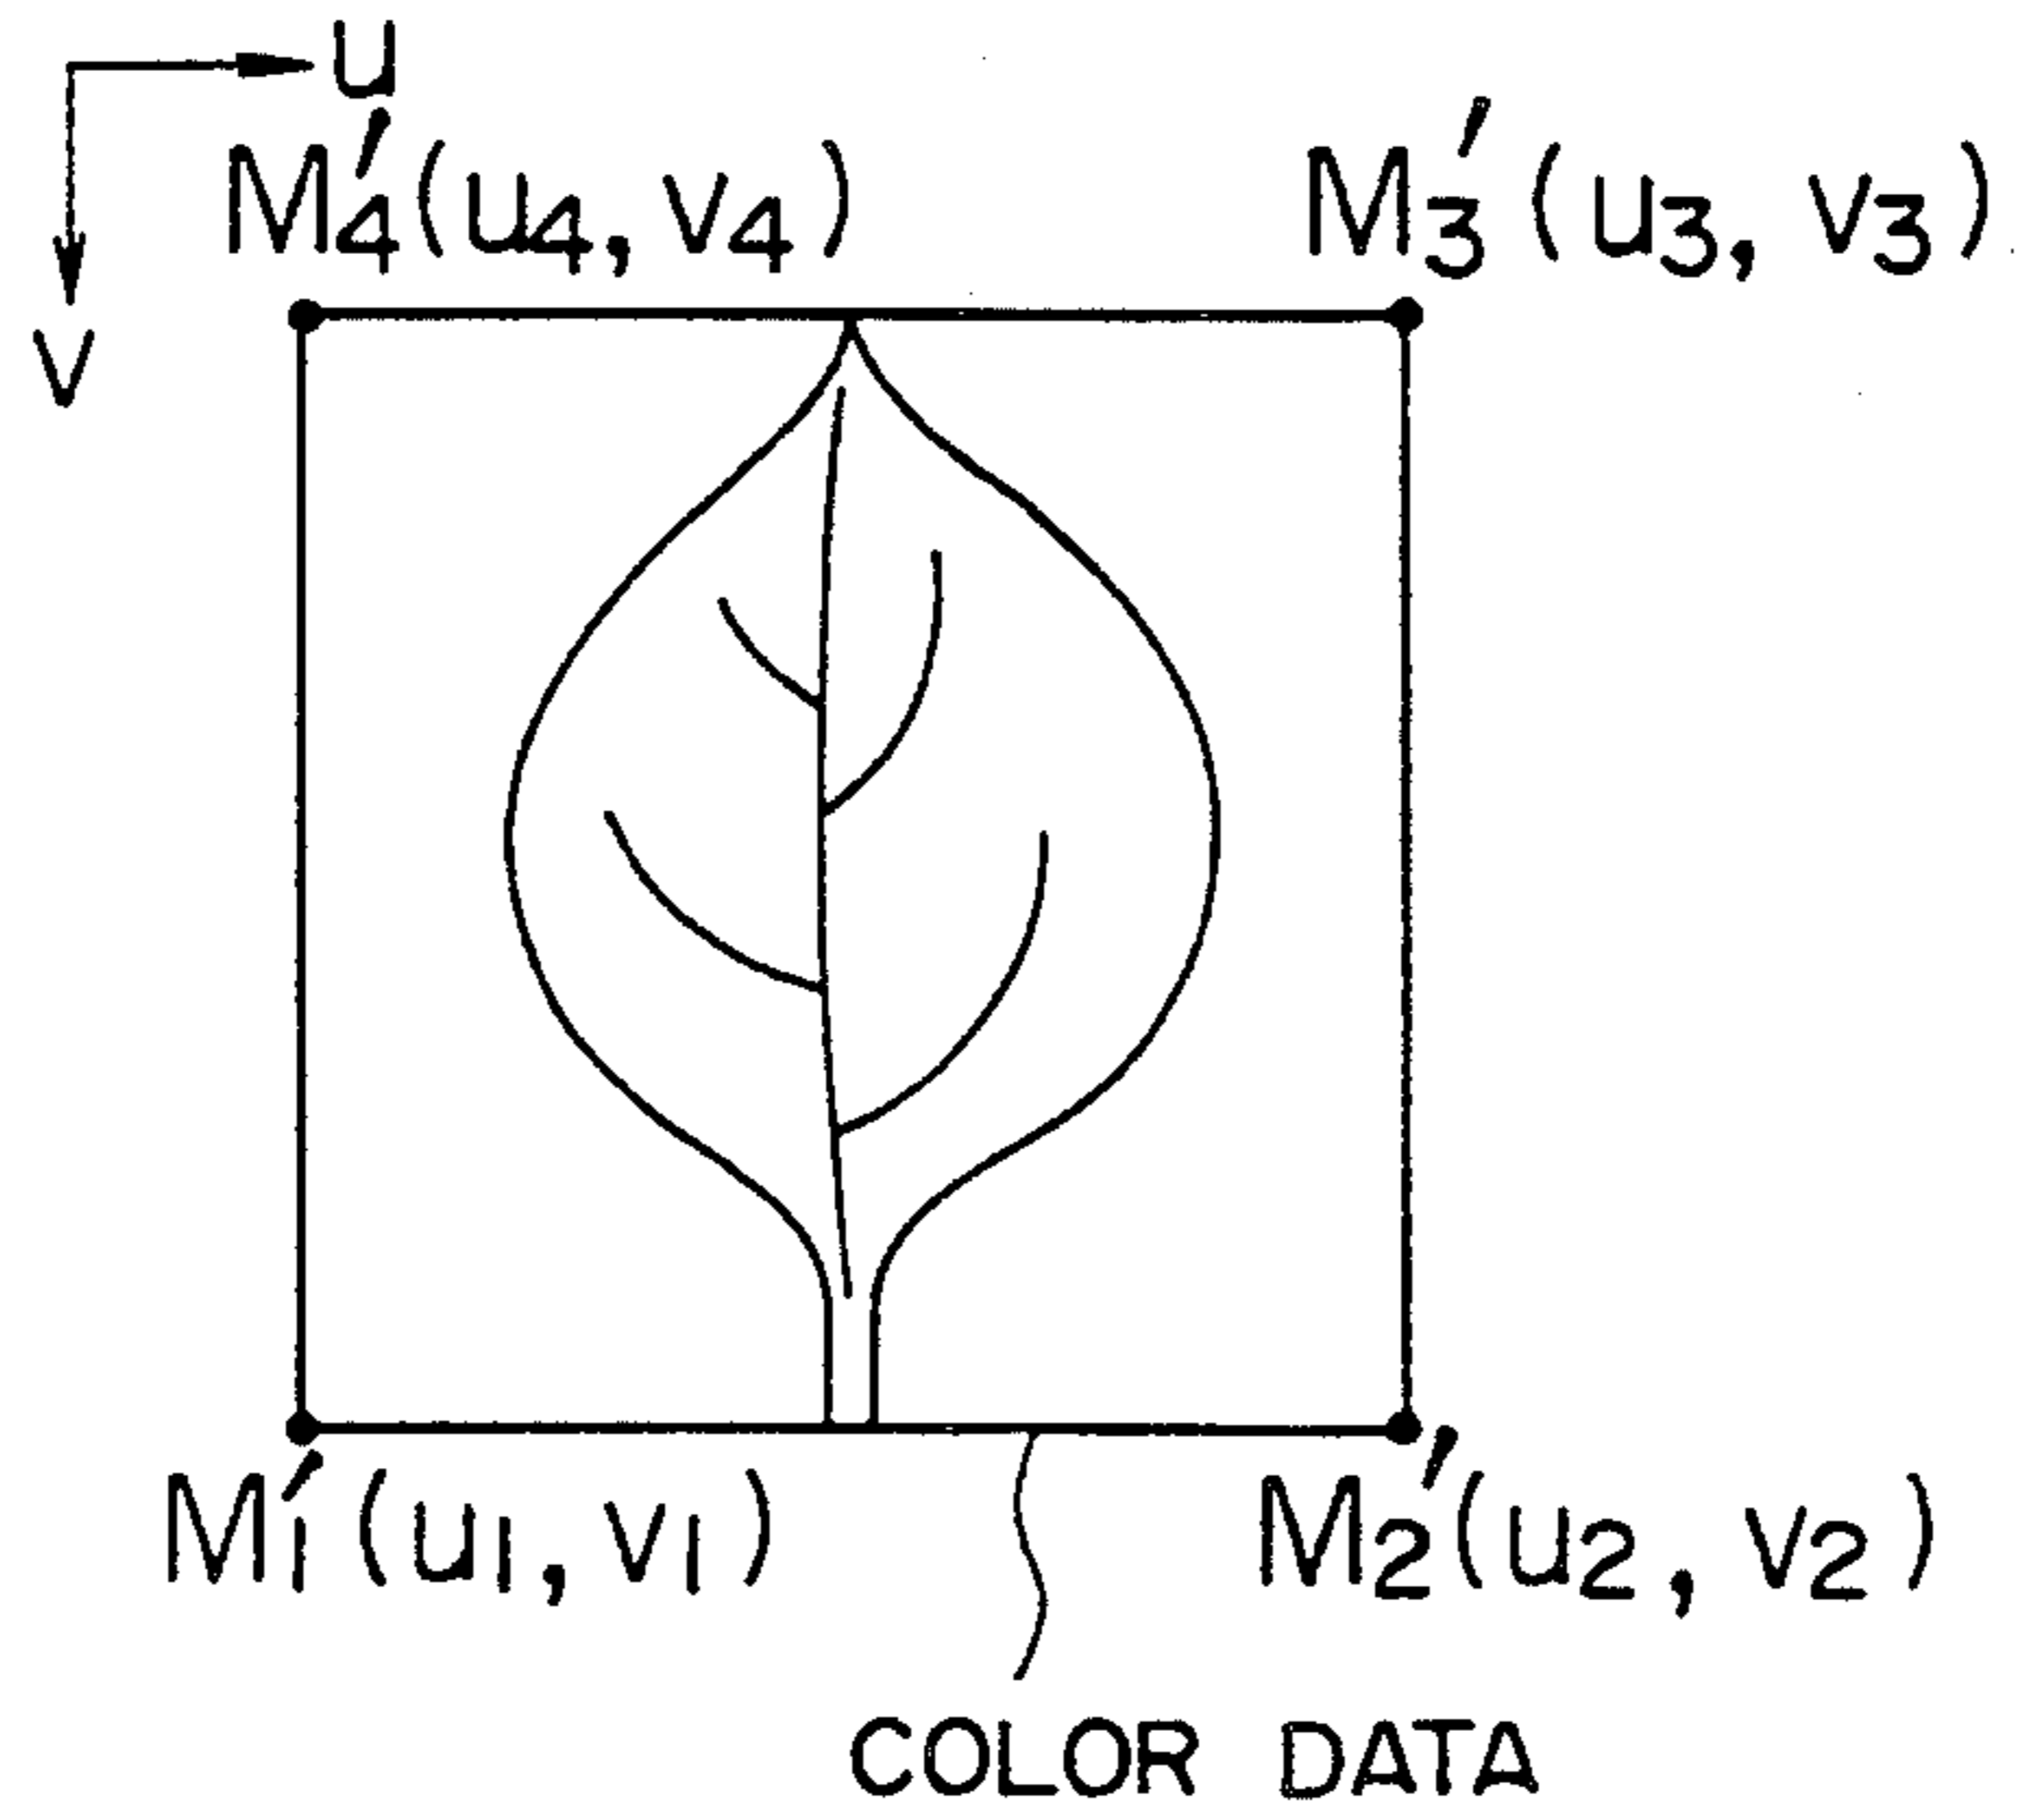 u
M4′(u4, v4) M3′(u3, v3)
v
M1′(u1, v1) M2′(u2, v2)
COLOR DATA